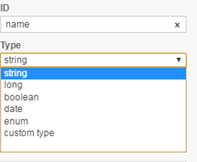 ID
name x
Type
string
string
long
boolean
date
enum
custom type